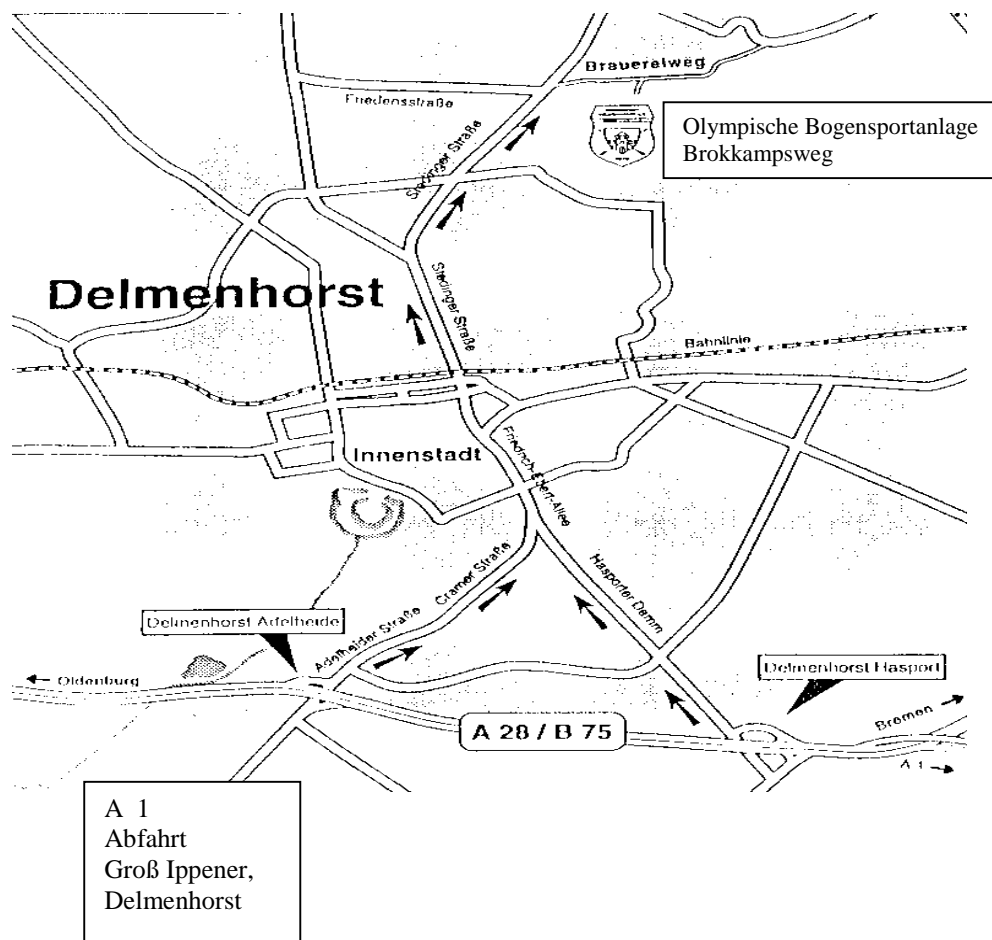 Brauereiweg
Friedensstraße
Olympische Bogensportanlage
Brokkampsweg
Stedinger Straße
Delmenhorst
Stedinger Straße
Bahnlinie
Innenstadt
Friedrich-Ebert-Allee
Cramer Straße
Hasporter Damm
Delmenhorst Adelheide
Adelheider Straße
Delmenhorst Hasport
← Oldenburg
A 28 / B 75
Bremen →
A 1 →
A 1
Abfahrt
Groß Ippener,
Delmenhorst